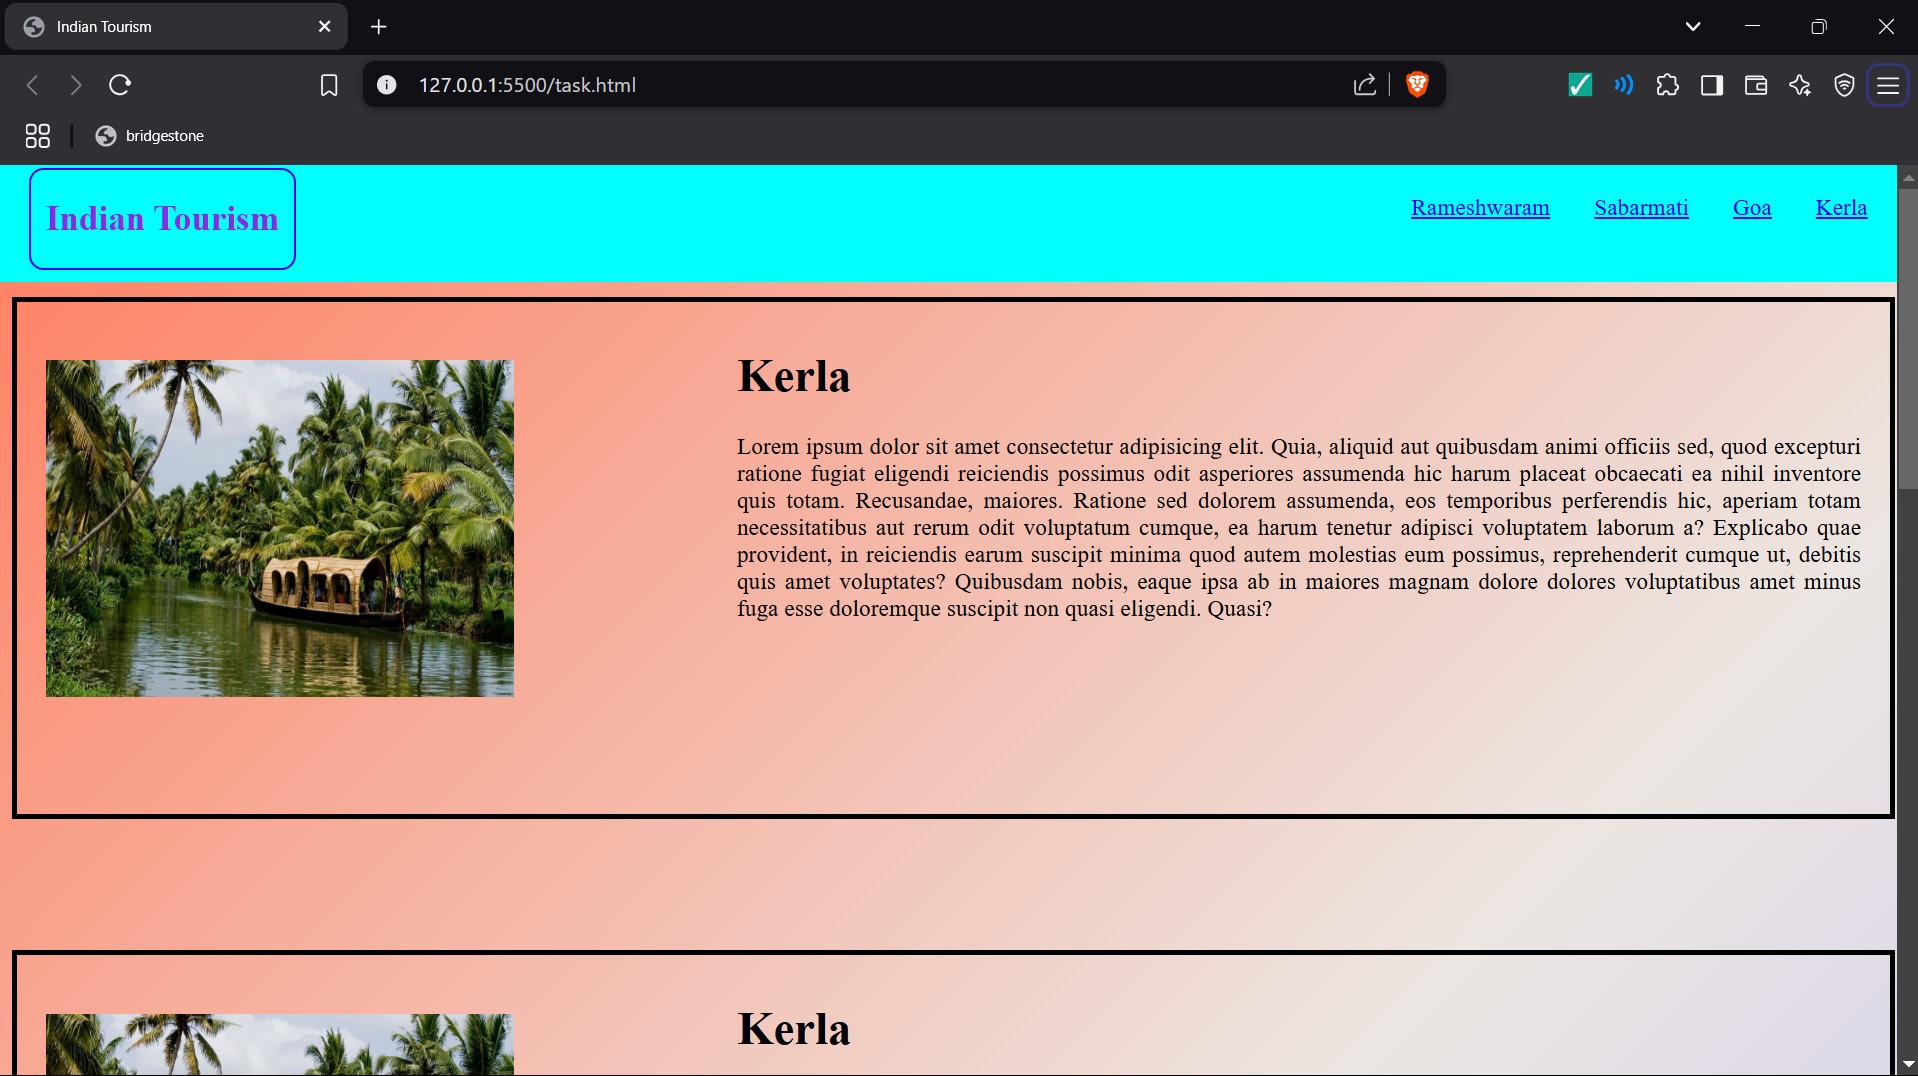 Indian Tourism
127.0.0.1:5500/task.html
bridgestone
Indian Tourism
Rameshwaram Sabarmati Goa Kerla
Kerla
Lorem ipsum dolor sit amet consectetur adipisicing elit. Quia, aliquid aut quibusdam animi officiis sed, quod excepturi
ratione fugiat eligendi reiciendis possimus odit asperiores assumenda hic harum placeat obcaecati ea nihil inventore
quis totam. Recusandae, maiores. Ratione sed dolorem assumenda, eos temporibus perferendis hic, aperiam totam
necessitatibus aut rerum odit voluptatum cumque, ea harum tenetur adipisci voluptatem laborum a? Explicabo quae
provident, in reiciendis earum suscipit minima quod autem molestias eum possimus, reprehenderit cumque ut, debitis
quis amet voluptates? Quibusdam nobis, eaque ipsa ab in maiores magnam dolore dolores voluptatibus amet minus
fuga esse doloremque suscipit non quasi eligendi. Quasi?
Kerla